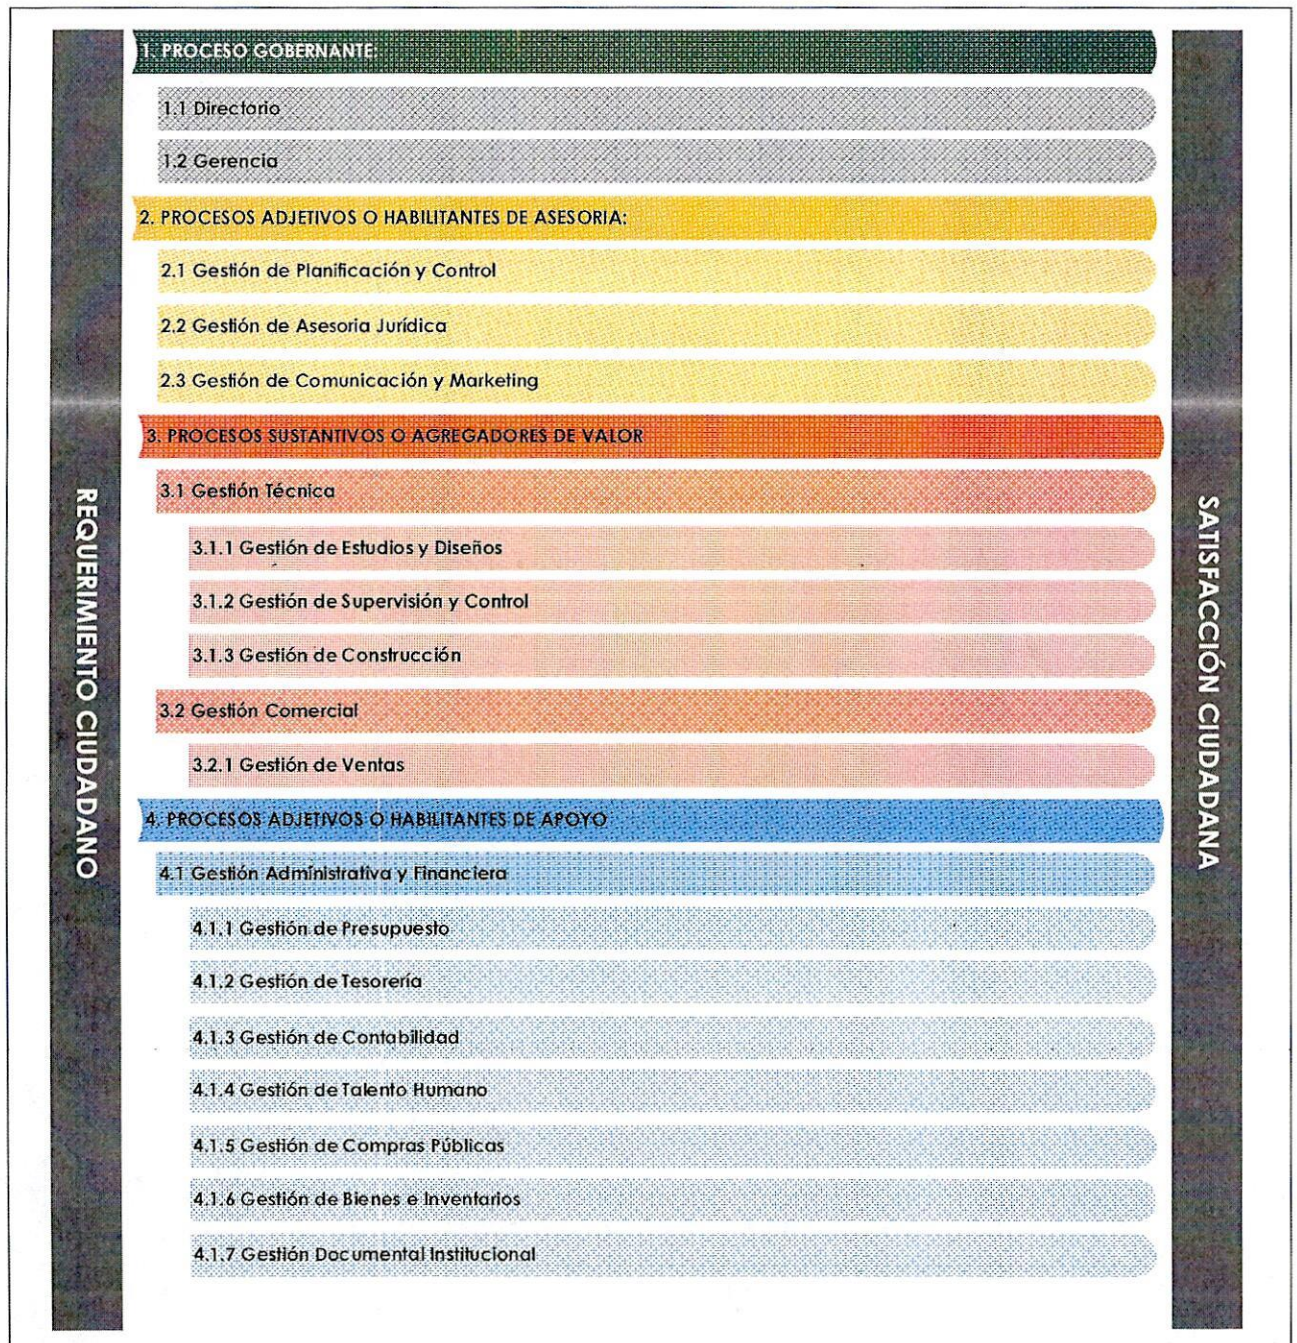 REQUERIMIENTO CIUDADANO
1. PROCESO GOBERNANTE:
1.1 Directorio
1.2 Gerencia
2. PROCESOS ADJETIVOS O HABILITANTES DE ASESORIA:
2.1 Gestión de Planificación y Control
2.2 Gestión de Asesoria Jurídica
2.3 Gestión de Comunicación y Marketing
3. PROCESOS SUSTANTIVOS O AGREGADORES DE VALOR
3.1 Gestión Técnica
3.1.1 Gestión de Estudios y Diseños
3.1.2 Gestión de Supervisión y Control
3.1.3 Gestión de Construcción
3.2 Gestión Comercial
3.2.1 Gestión de Ventas
4. PROCESOS ADJETIVOS O HABILITANTES DE APOYO
4.1 Gestión Administrativa y Financiera
4.1.1 Gestión de Presupuesto
4.1.2 Gestión de Tesorería
4.1.3 Gestión de Contabilidad
4.1.4 Gestión de Talento Humano
4.1.5 Gestión de Compras Públicas
4.1.6 Gestión de Bienes e Inventarios
4.1.7 Gestión Documental Institucional
SATISFACCIÓN CIUDADANA